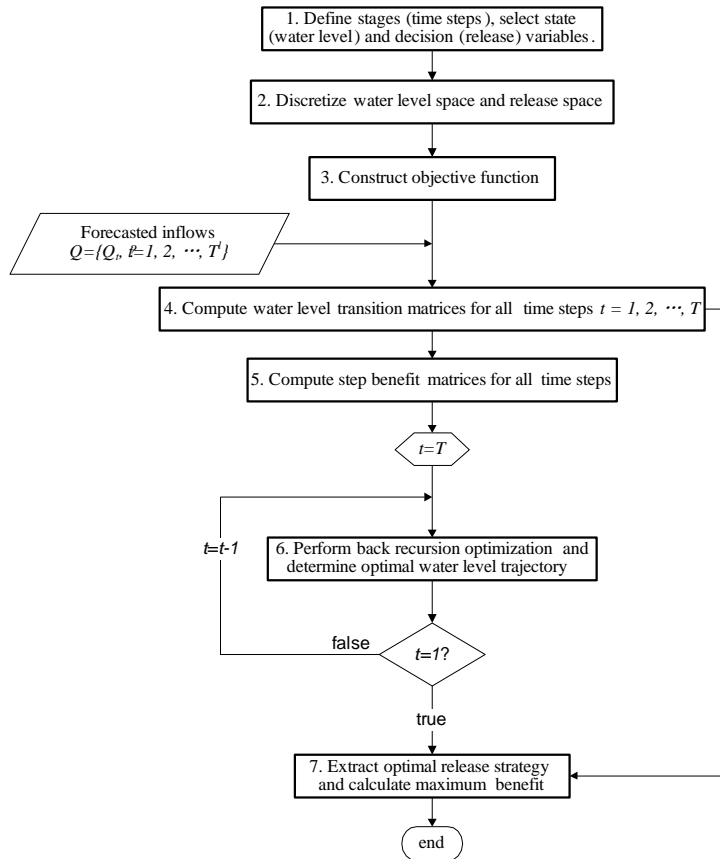 1. Define stages (time steps), select state
(water level) and decision (release) variables.
2. Discretize water level space and release space
3. Construct objective function
Forecasted inflows
Q={Qt, t=1, 2, ⋯, T}
4. Compute water level transition matrices for all time steps t = 1, 2, ⋯, T
5. Compute step benefit matrices for all time steps
t=T
t=t-1
6. Perform back recursion optimization and
determine optimal water level trajectory
false
t=1?
true
7. Extract optimal release strategy
and calculate maximum benefit
end